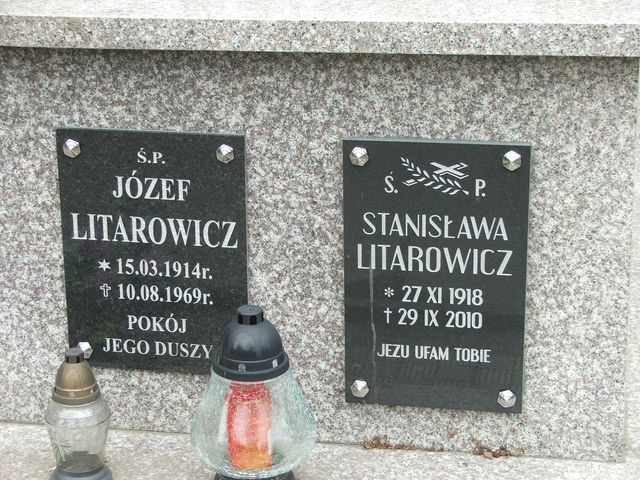 Ś.P.
JÓZEF
LITAROWICZ
✶ 15.03.1914r.
✝ 10.08.1969r.
POKÓJ
JEGO DUSZY
Ś. P.
STANISŁAWA
LITAROWICZ
* 27 XI 1918
† 29 IX 2010
JEZU UFAM TOBIE